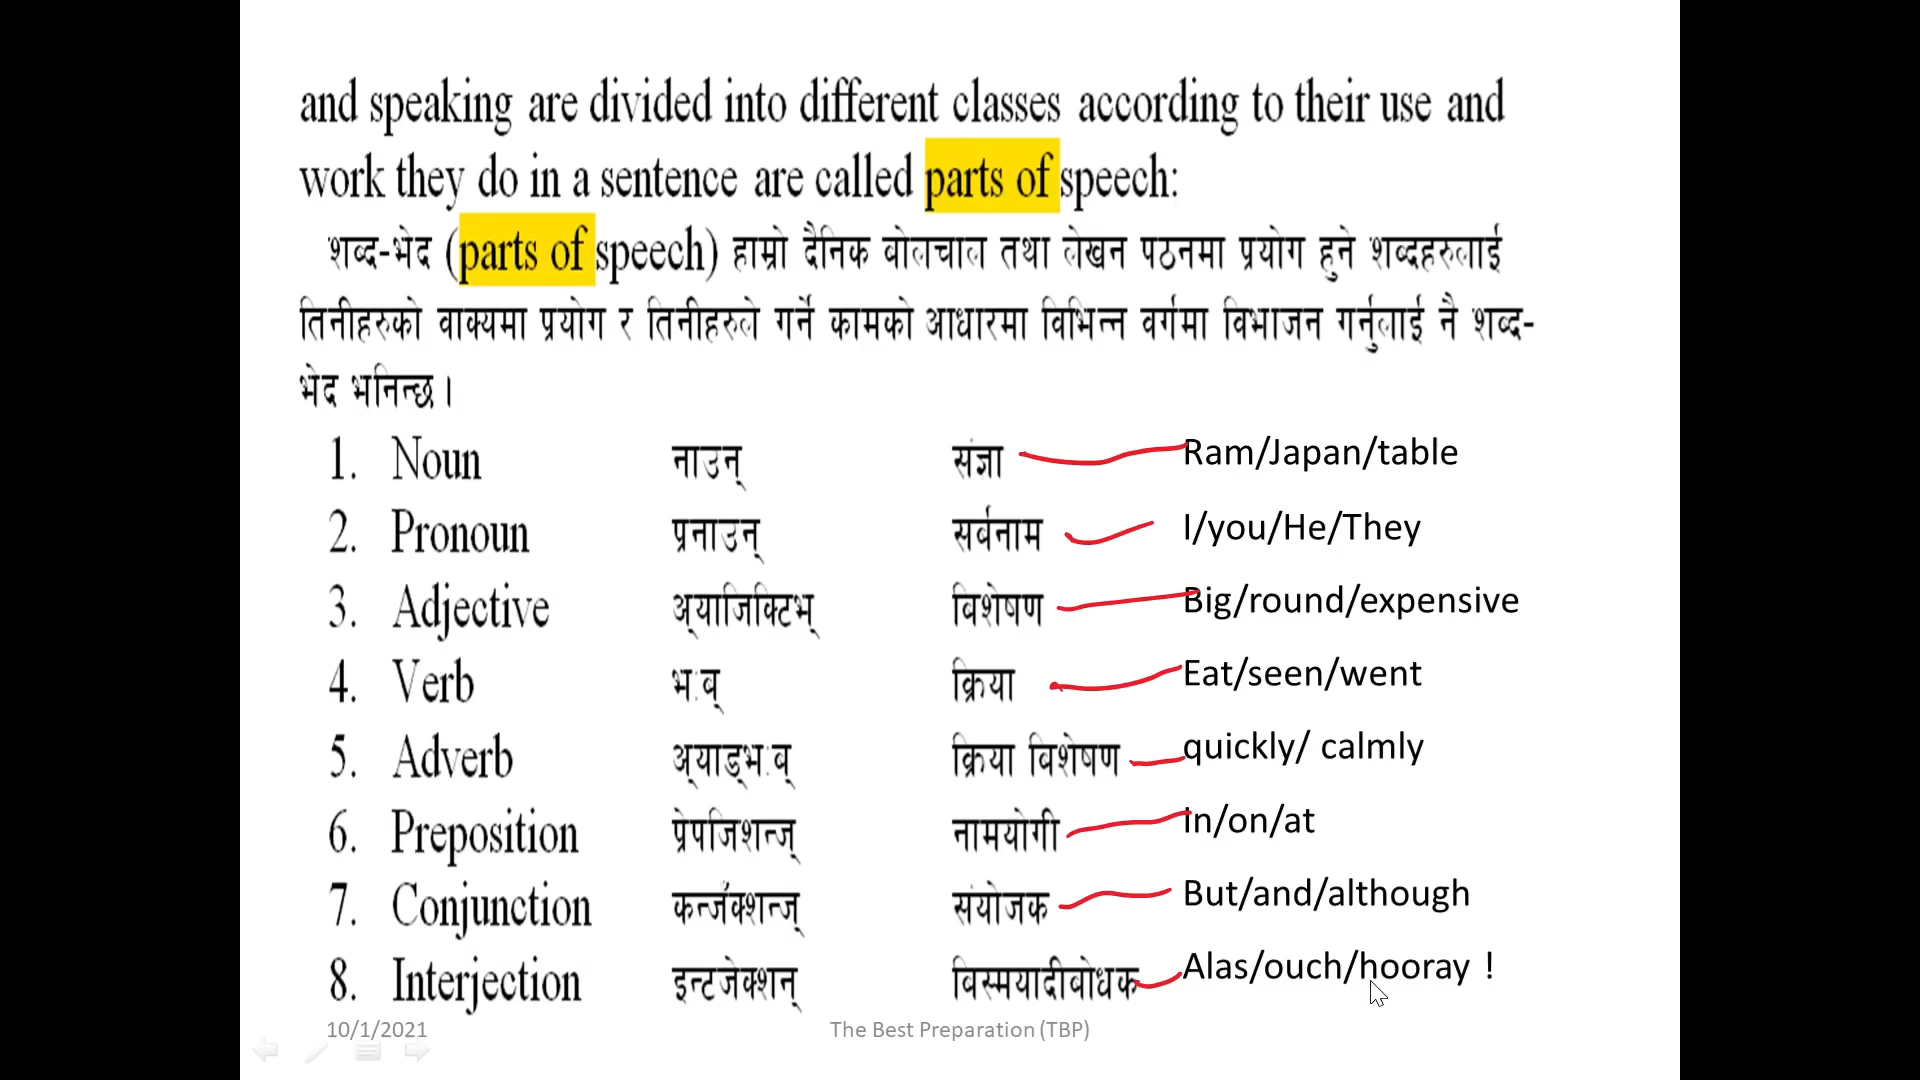 and speaking are divided into different classes according to their use and
work they do in a sentence are called parts of speech:
शब्द-भेद (parts of speech) हाम्रो दैनिक बोलचाल तथा लेखन पठनमा प्रयोग हुने शब्दहरुलाई
तिनीहरुको वाक्यमा प्रयोग र तिनीहरुले गर्ने कामको आधारमा विभिन्न वर्गमा विभाजन गर्नुलाई नै शब्द-
भेद भनिन्छ।
1. Noun नाउन् संज्ञा Ram/Japan/table
2. Pronoun प्रनाउन् सर्वनाम I/you/He/They
3. Adjective अ्याजिक्टिभ् विशेषण Big/round/expensive
4. Verb भःब् क्रिया Eat/seen/went
5. Adverb अ्याड्भःब् क्रिया विशेषण quickly/ calmly
6. Preposition प्रेपजिशन्ज् नामयोगी In/on/at
7. Conjunction कन्जंक्शन्ज् संयोजक But/and/although
8. Interjection इन्टजेक्शन् विस्मयादीबोधक Alas/ouch/hooray !
10/1/2021 The Best Preparation (TBP)